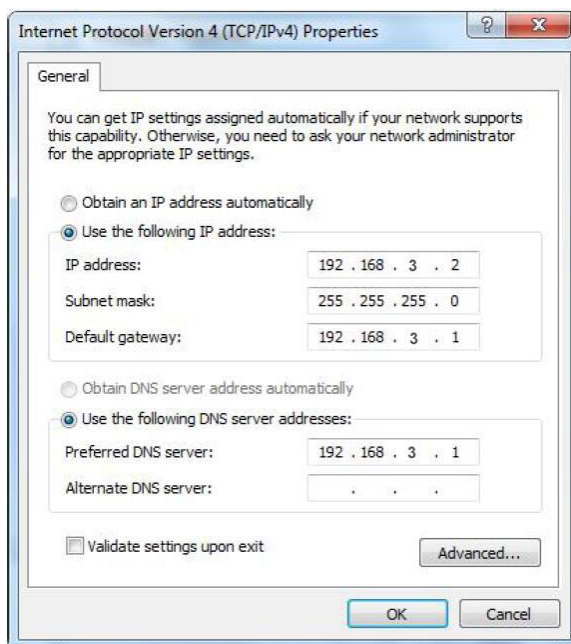 Internet Protocol Version 4 (TCP/IPv4) Properties
General
You can get IP settings assigned automatically if your network supports
this capability. Otherwise, you need to ask your network administrator
for the appropriate IP settings.
Obtain an IP address automatically
Use the following IP address:
IP address: 192 . 168 . 3 . 2
Subnet mask: 255 . 255 . 255 . 0
Default gateway: 192 . 168 . 3 . 1
Obtain DNS server address automatically
Use the following DNS server addresses:
Preferred DNS server: 192 . 168 . 3 . 1
Alternate DNS server: . . .
Validate settings upon exit
Advanced...
OK Cancel